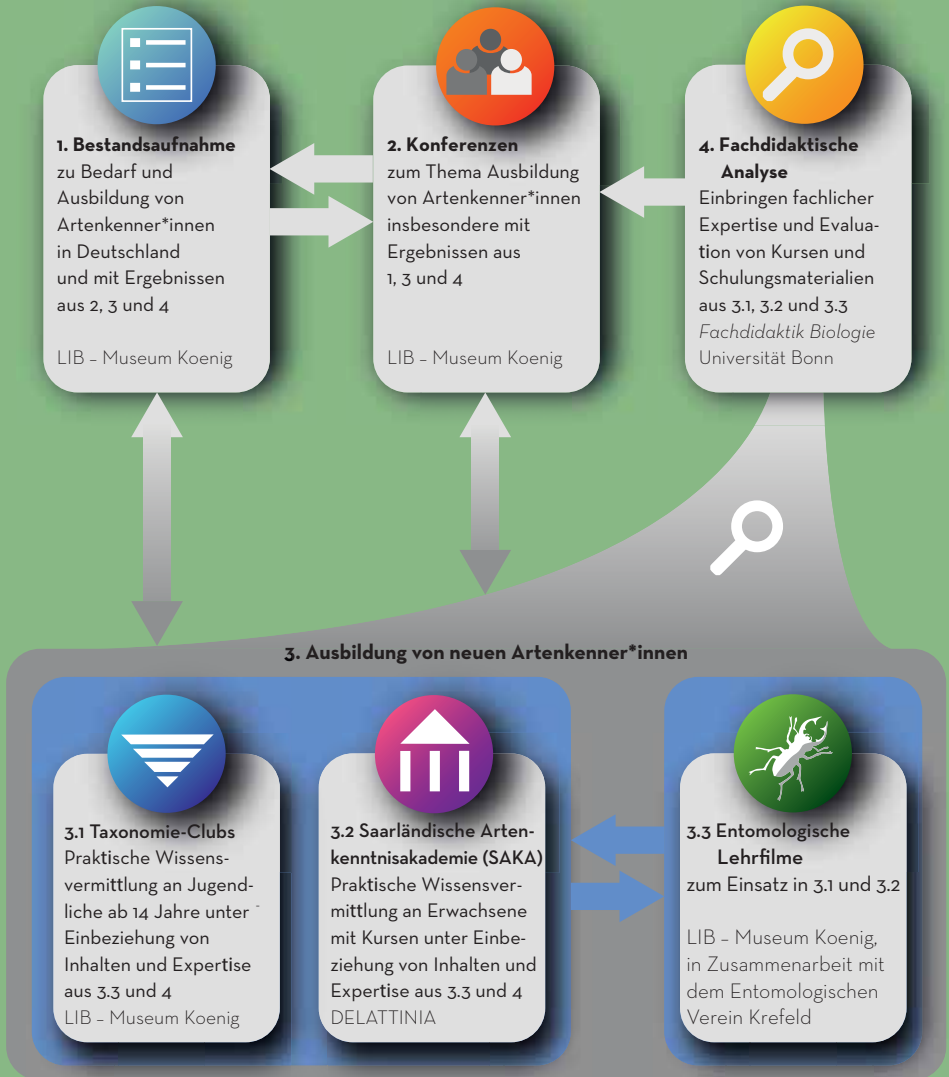 1. Bestandsaufnahme
zu Bedarf und
Ausbildung von
Artenkenner*innen
in Deutschland
und mit Ergebnissen
aus 2, 3 und 4
LIB – Museum Koenig
2. Konferenzen
zum Thema Ausbildung
von Artenkenner*innen
insbesondere mit
Ergebnissen aus
1, 3 und 4
LIB – Museum Koenig
4. Fachdidaktische
Analyse
Einbringen fachlicher
Expertise und Evalua-
tion von Kursen und
Schulungsmaterialien
aus 3.1, 3.2 und 3.3
Fachdidaktik Biologie
Universität Bonn
3. Ausbildung von neuen Artenkenner*innen
3.1 Taxonomie-Clubs
Praktische Wissens-
vermittlung an Jugend-
liche ab 14 Jahre unter
Einbeziehung von
Inhalten und Expertise
aus 3.3 und 4
LIB – Museum Koenig
3.2 Saarländische Arten-
kenntnisakademie (SAKA)
Praktische Wissensver-
mittlung an Erwachsene
mit Kursen unter Einbe-
ziehung von Inhalten und
Expertise aus 3.3 und 4
DELATTINIA
3.3 Entomologische
Lehrfilme
zum Einsatz in 3.1 und 3.2
LIB – Museum Koenig,
in Zusammenarbeit mit
dem Entomologischen
Verein Krefeld